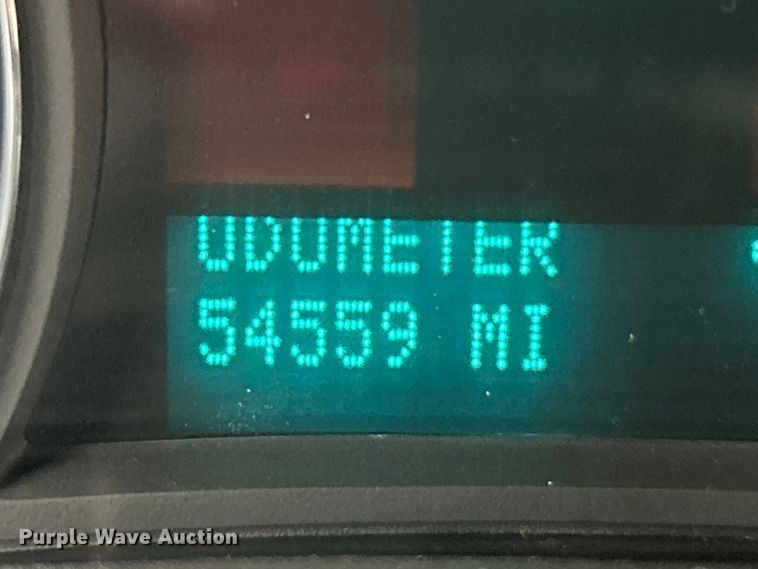 ODOMETER
54559 MI
Purple Wave Auction